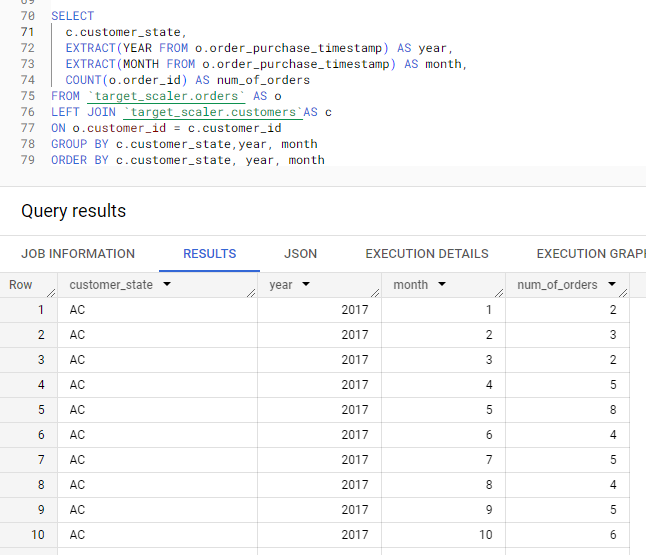 70 SELECT
71 c.customer_state,
72 EXTRACT(YEAR FROM o.order_purchase_timestamp) AS year,
73 EXTRACT(MONTH FROM o.order_purchase_timestamp) AS month,
74 COUNT(o.order_id) AS num_of_orders
75 FROM `target_scaler.orders` AS o
76 LEFT JOIN `target_scaler.customers`AS c
77 ON o.customer_id = c.customer_id
78 GROUP BY c.customer_state,year, month
79 ORDER BY c.customer_state, year, month
Query results
JOB INFORMATION RESULTS JSON EXECUTION DETAILS EXECUTION GRAPH
Row customer_state year month num_of_orders
1 AC 2017 1 2
2 AC 2017 2 3
3 AC 2017 3 2
4 AC 2017 4 5
5 AC 2017 5 8
6 AC 2017 6 4
7 AC 2017 7 5
8 AC 2017 8 4
9 AC 2017 9 5
10 AC 2017 10 6